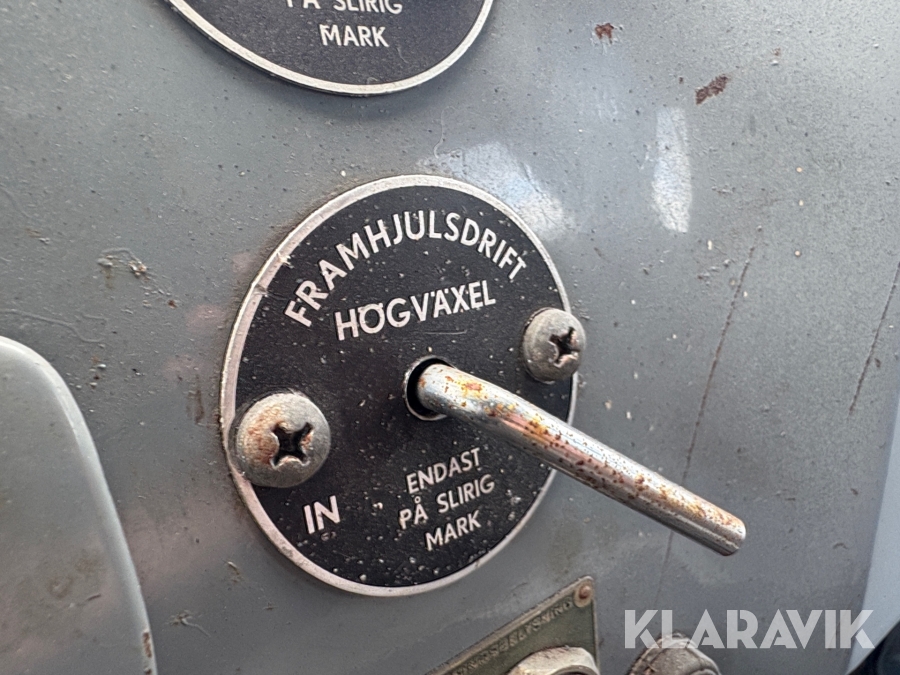 PÅ SLIRIG
MARK
FRAMHJULSDRIFT
HÖGVÄXEL
IN
ENDAST
PÅ SLIRIG
MARK
KLARAVIK